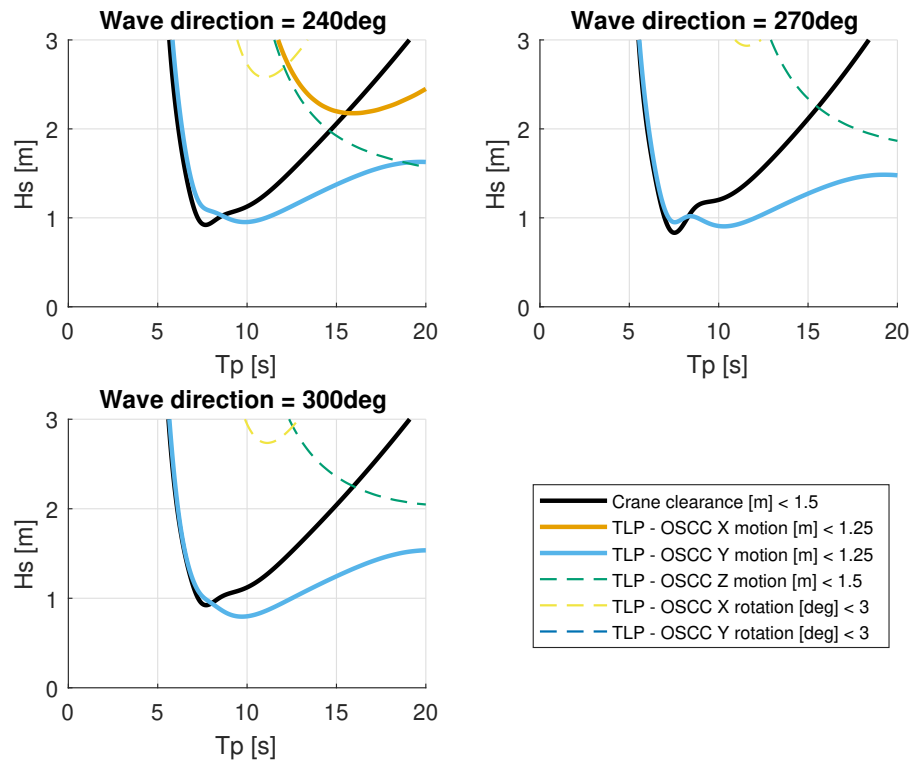 Wave direction = 240deg
3
2
1
0
Hs [m]
0 5 10 15 20
Tp [s]
Wave direction = 270deg
3
2
1
0
Hs [m]
0 5 10 15 20
Tp [s]
Wave direction = 300deg
3
2
1
0
Hs [m]
0 5 10 15 20
Tp [s]
Crane clearance [m] < 1.5
TLP - OSCC X motion [m] < 1.25
TLP - OSCC Y motion [m] < 1.25
TLP - OSCC Z motion [m] < 1.5
TLP - OSCC X rotation [deg] < 3
TLP - OSCC Y rotation [deg] < 3